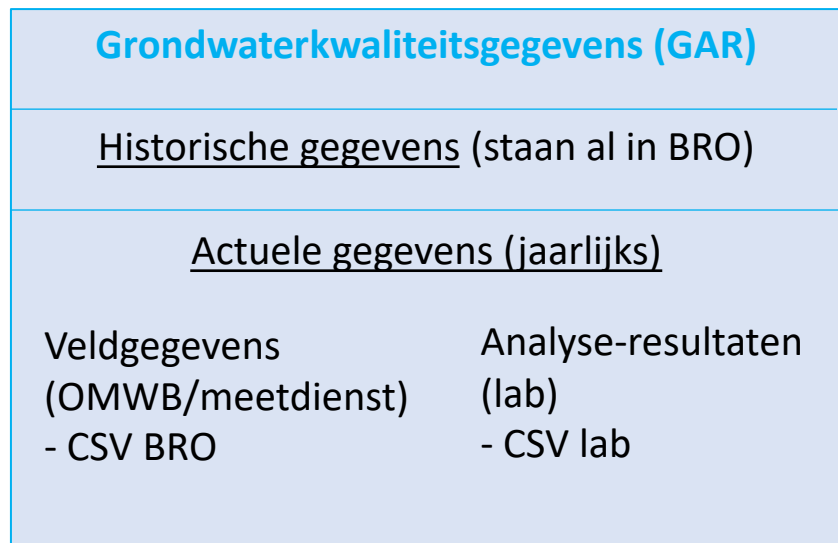 Grondwaterkwaliteitsgegevens (GAR)
Historische gegevens (staan al in BRO)
Actuele gegevens (jaarlijks)
Veldgegevens
(OMWB/meetdienst)
- CSV BRO
Analyse-resultaten
(lab)
- CSV lab